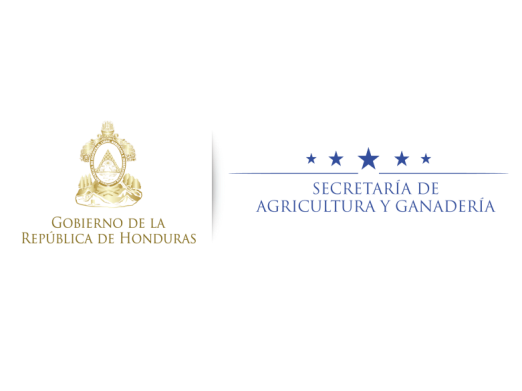 GOBIERNO DE LA
REPÚBLICA DE HONDURAS
SECRETARÍA DE
AGRICULTURA Y GANADERÍA